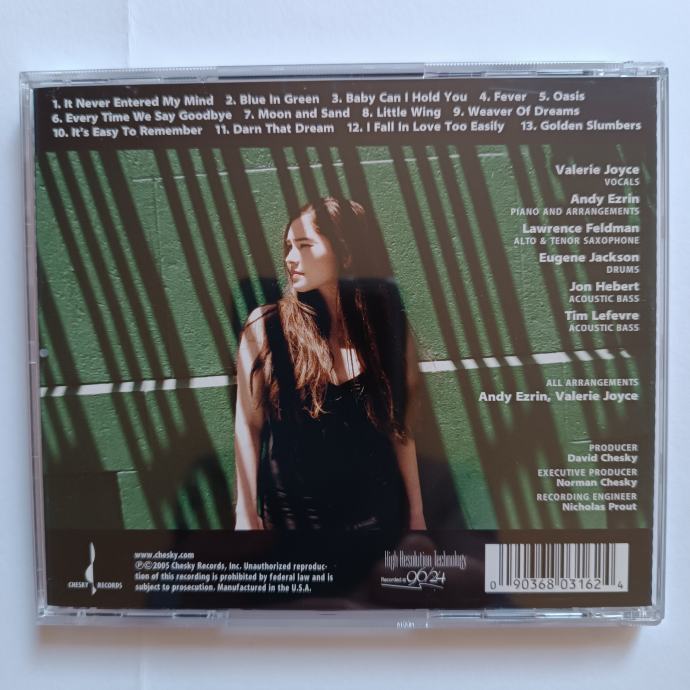 1. It Never Entered My Mind 2. Blue In Green 3. Baby Can I Hold You 4. Fever 5. Oasis
6. Every Time We Say Goodbye 7. Moon and Sand 8. Little Wing 9. Weaver Of Dreams
10. It's Easy To Remember 11. Darn That Dream 12. I Fall In Love Too Easily 13. Golden Slumbers
Valerie Joyce
VOCALS
Andy Ezrin
PIANO AND ARRANGEMENTS
Lawrence Feldman
ALTO & TENOR SAXOPHONE
Eugene Jackson
DRUMS
Jon Hebert
ACOUSTIC BASS
Tim Lefevre
ACOUSTIC BASS
ALL ARRANGEMENTS
Andy Ezrin, Valerie Joyce
PRODUCER
David Chesky
EXECUTIVE PRODUCER
Norman Chesky
RECORDING ENGINEER
Nicholas Prout
CHESKY RECORDS
www.chesky.com
℗©2005 Chesky Records, Inc. Unauthorized reproduc-
tion of this recording is prohibited by federal law and is
subject to prosecution. Manufactured in the U.S.A.
High Resolution Technology
Recorded at 96/24
0 90368 03162 4